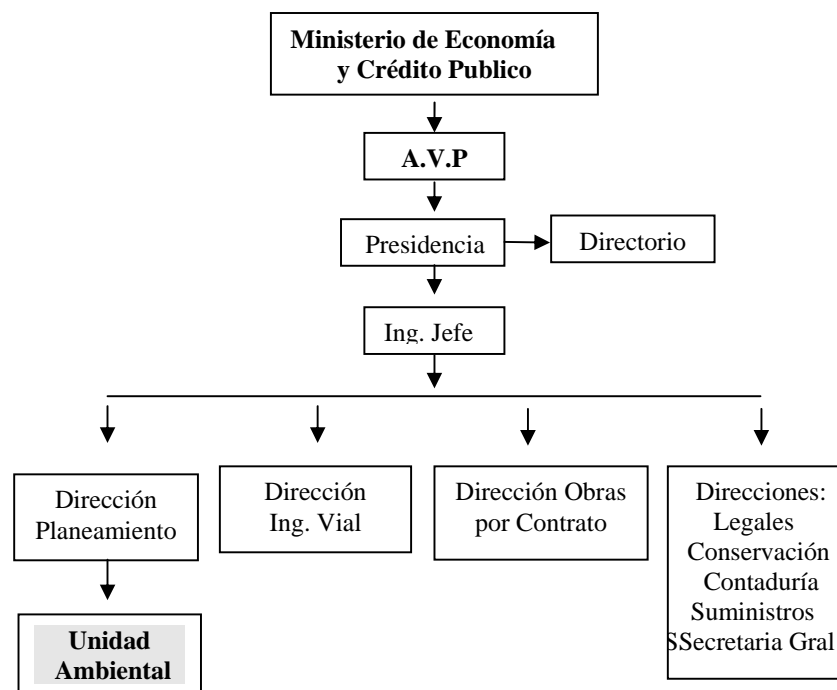 Ministerio de Economía
y Crédito Publico
A.V.P
Presidencia
Directorio
Ing. Jefe
Dirección
Planeamiento
Dirección
Ing. Vial
Dirección Obras
por Contrato
Direcciones:
Legales
Conservación
Contaduría
Suministros
SSecretaria Gral
Unidad
Ambiental